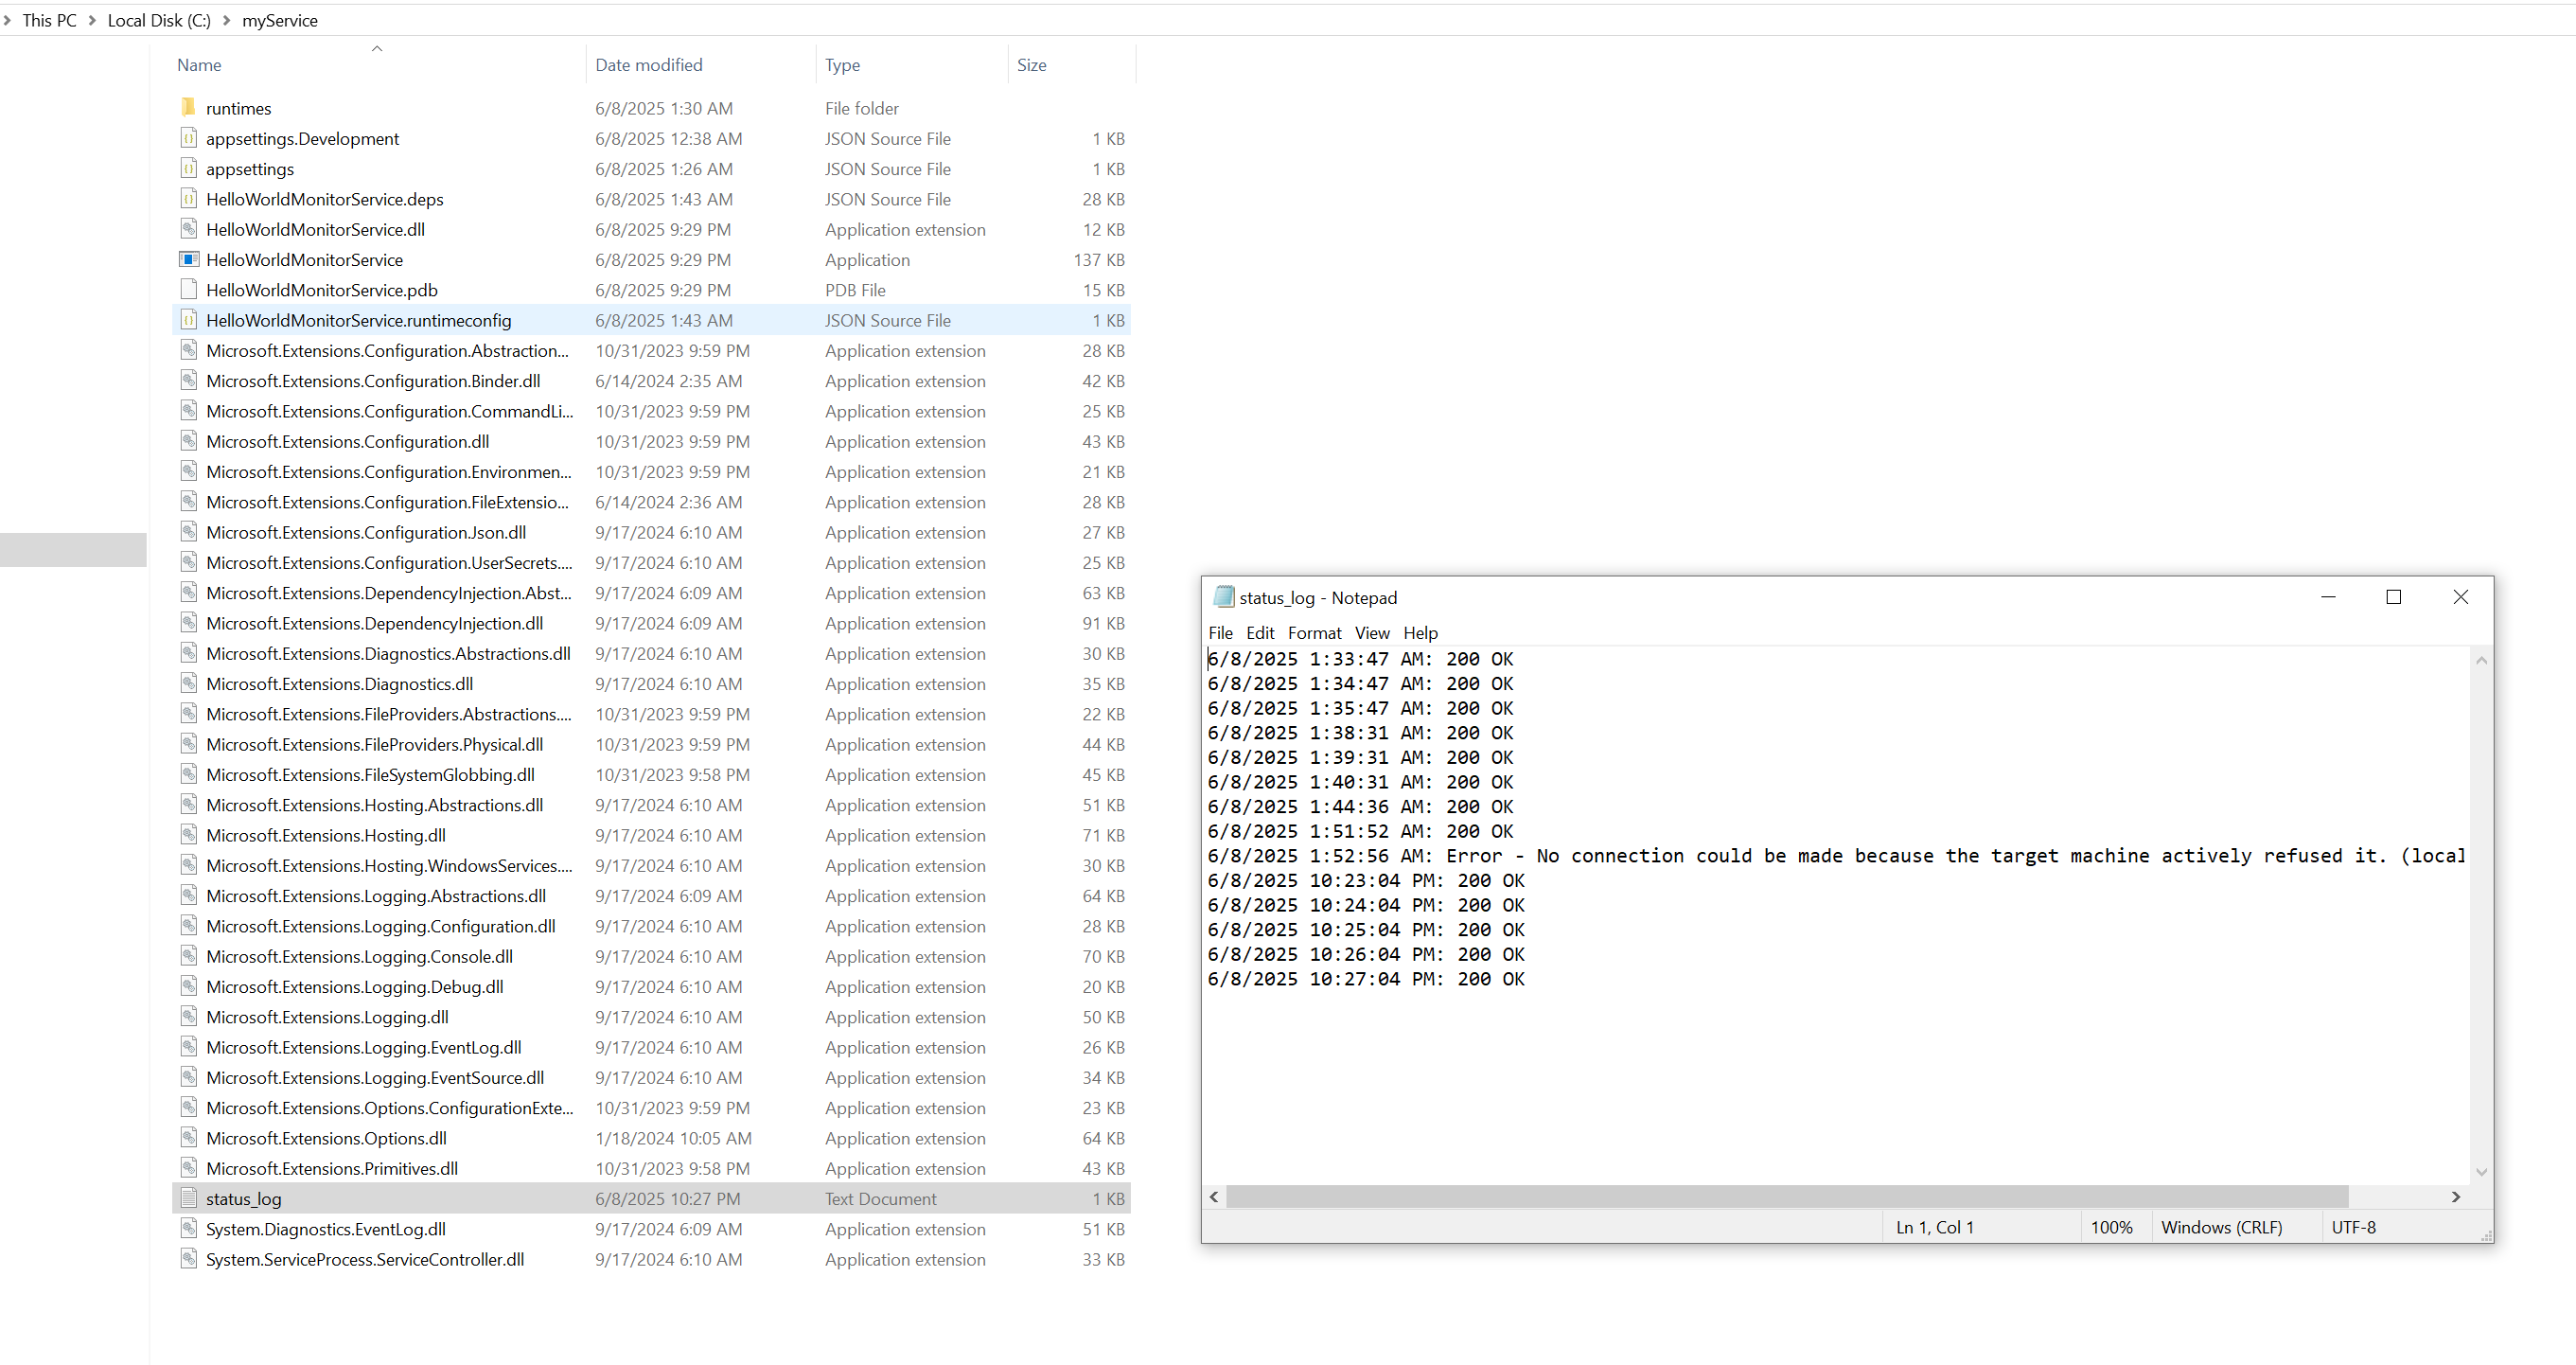 This PC > Local Disk (C:) > myService
Name Date modified Type Size
runtimes 6/8/2025 1:30 AM File folder
appsettings.Development 6/8/2025 12:38 AM JSON Source File 1 KB
appsettings 6/8/2025 1:26 AM JSON Source File 1 KB
HelloWorldMonitorService.deps 6/8/2025 1:43 AM JSON Source File 28 KB
HelloWorldMonitorService.dll 6/8/2025 9:29 PM Application extension 12 KB
HelloWorldMonitorService 6/8/2025 9:29 PM Application 137 KB
HelloWorldMonitorService.pdb 6/8/2025 9:29 PM PDB File 15 KB
HelloWorldMonitorService.runtimeconfig 6/8/2025 1:43 AM JSON Source File 1 KB
Microsoft.Extensions.Configuration.Abstraction... 10/31/2023 9:59 PM Application extension 28 KB
Microsoft.Extensions.Configuration.Binder.dll 6/14/2024 2:35 AM Application extension 42 KB
Microsoft.Extensions.Configuration.CommandLi... 10/31/2023 9:59 PM Application extension 25 KB
Microsoft.Extensions.Configuration.dll 10/31/2023 9:59 PM Application extension 43 KB
Microsoft.Extensions.Configuration.Environmen... 10/31/2023 9:59 PM Application extension 21 KB
Microsoft.Extensions.Configuration.FileExtensio... 6/14/2024 2:36 AM Application extension 28 KB
Microsoft.Extensions.Configuration.Json.dll 9/17/2024 6:10 AM Application extension 27 KB
Microsoft.Extensions.Configuration.UserSecrets.... 9/17/2024 6:10 AM Application extension 25 KB
Microsoft.Extensions.DependencyInjection.Abst... 9/17/2024 6:09 AM Application extension 63 KB
Microsoft.Extensions.DependencyInjection.dll 9/17/2024 6:09 AM Application extension 91 KB
Microsoft.Extensions.Diagnostics.Abstractions.dll 9/17/2024 6:10 AM Application extension 30 KB
Microsoft.Extensions.Diagnostics.dll 9/17/2024 6:10 AM Application extension 35 KB
Microsoft.Extensions.FileProviders.Abstractions.... 10/31/2023 9:59 PM Application extension 22 KB
Microsoft.Extensions.FileProviders.Physical.dll 10/31/2023 9:59 PM Application extension 44 KB
Microsoft.Extensions.FileSystemGlobbing.dll 10/31/2023 9:58 PM Application extension 45 KB
Microsoft.Extensions.Hosting.Abstractions.dll 9/17/2024 6:10 AM Application extension 51 KB
Microsoft.Extensions.Hosting.dll 9/17/2024 6:10 AM Application extension 71 KB
Microsoft.Extensions.Hosting.WindowsServices.... 9/17/2024 6:10 AM Application extension 30 KB
Microsoft.Extensions.Logging.Abstractions.dll 9/17/2024 6:09 AM Application extension 64 KB
Microsoft.Extensions.Logging.Configuration.dll 9/17/2024 6:10 AM Application extension 28 KB
Microsoft.Extensions.Logging.Console.dll 9/17/2024 6:10 AM Application extension 70 KB
Microsoft.Extensions.Logging.Debug.dll 9/17/2024 6:10 AM Application extension 20 KB
Microsoft.Extensions.Logging.dll 9/17/2024 6:10 AM Application extension 50 KB
Microsoft.Extensions.Logging.EventLog.dll 9/17/2024 6:10 AM Application extension 26 KB
Microsoft.Extensions.Logging.EventSource.dll 9/17/2024 6:10 AM Application extension 34 KB
Microsoft.Extensions.Options.ConfigurationExte... 10/31/2023 9:59 PM Application extension 23 KB
Microsoft.Extensions.Options.dll 1/18/2024 10:05 AM Application extension 64 KB
Microsoft.Extensions.Primitives.dll 10/31/2023 9:58 PM Application extension 43 KB
status_log 6/8/2025 10:27 PM Text Document 1 KB
System.Diagnostics.EventLog.dll 9/17/2024 6:09 AM Application extension 51 KB
System.ServiceProcess.ServiceController.dll 9/17/2024 6:10 AM Application extension 33 KB
status_log - Notepad
File Edit Format View Help
6/8/2025 1:33:47 AM: 200 OK
6/8/2025 1:34:47 AM: 200 OK
6/8/2025 1:35:47 AM: 200 OK
6/8/2025 1:38:31 AM: 200 OK
6/8/2025 1:39:31 AM: 200 OK
6/8/2025 1:40:31 AM: 200 OK
6/8/2025 1:44:36 AM: 200 OK
6/8/2025 1:51:52 AM: 200 OK
6/8/2025 1:52:56 AM: Error - No connection could be made because the target machine actively refused it. (local
6/8/2025 10:23:04 PM: 200 OK
6/8/2025 10:24:04 PM: 200 OK
6/8/2025 10:25:04 PM: 200 OK
6/8/2025 10:26:04 PM: 200 OK
6/8/2025 10:27:04 PM: 200 OK
Ln 1, Col 1 100% Windows (CRLF) UTF-8